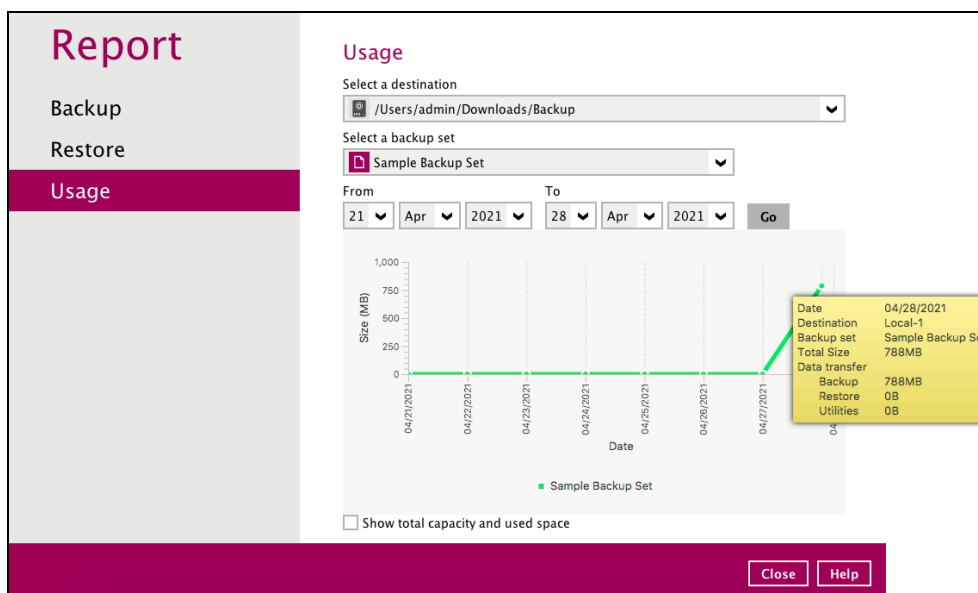 Report
Backup
Restore
Usage
Usage
Select a destination
/Users/admin/Downloads/Backup
Select a backup set
Sample Backup Set
From To
21 Apr 2021 28 Apr 2021 Go
1,000
750
500
250
0
Size (MB)
04/21/2021 04/22/2021 04/23/2021 04/24/2021 04/25/2021 04/26/2021 04/27/2021 04
Date
Sample Backup Set
Date 04/28/2021
Destination Local-1
Backup set Sample Backup Se
Total Size 788MB
Data transfer
Backup 788MB
Restore 0B
Utilities 0B
Show total capacity and used space
Close Help